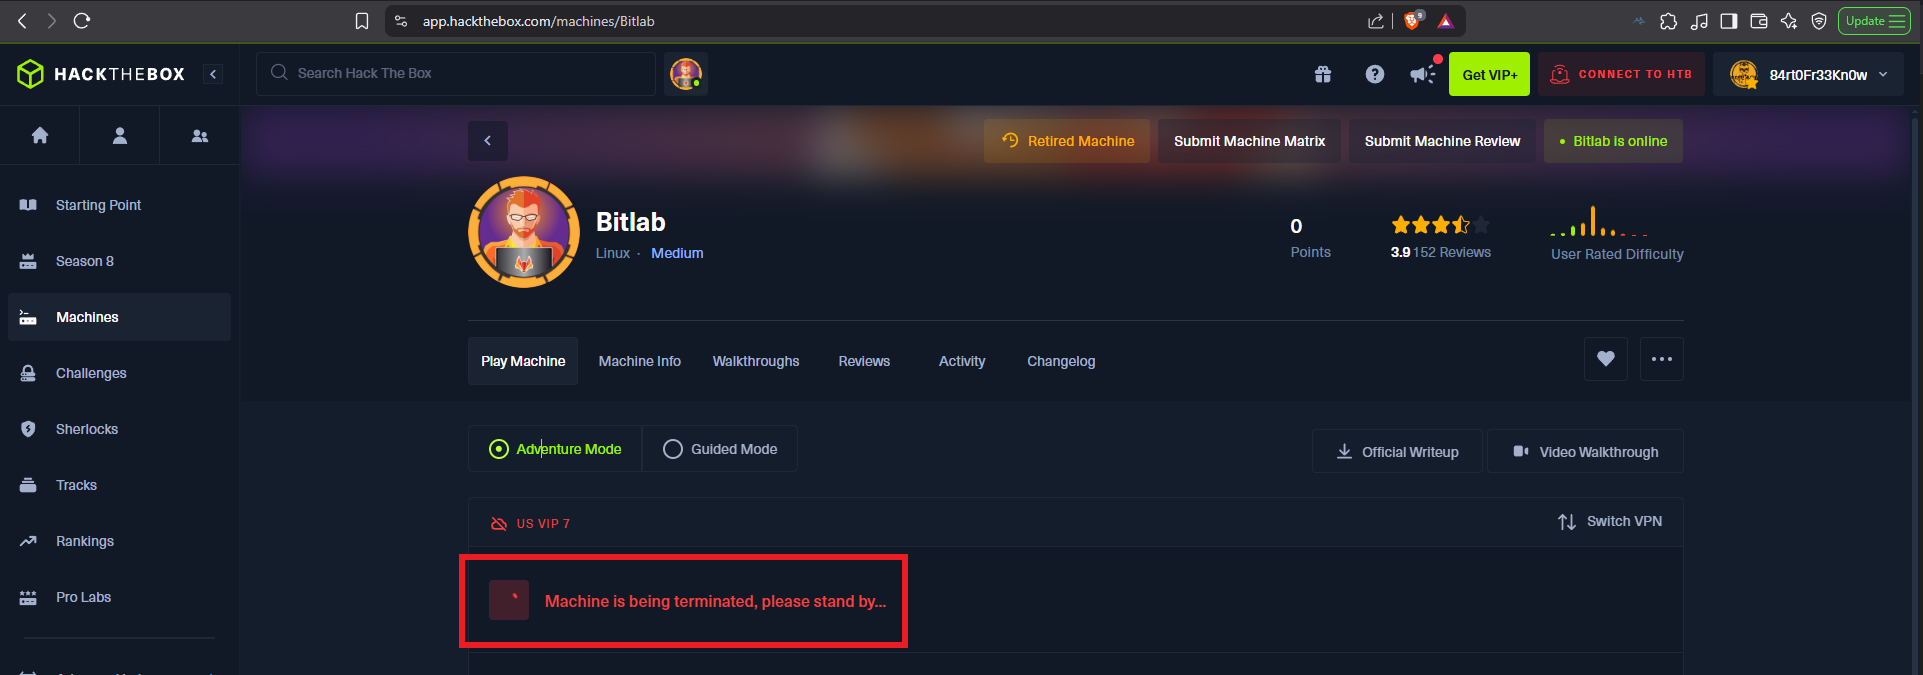 app.hackthebox.com/machines/Bitlab
9
Update
HACKTHEBOX
Search Hack The Box
Get VIP+
CONNECT TO HTB
84rt0Fr33Kn0w
Retired Machine
Submit Machine Matrix
Submit Machine Review
Bitlab is online
Starting Point
Season 8
Machines
Challenges
Sherlocks
Tracks
Rankings
Pro Labs
Bitlab
Linux · Medium
0
Points
3.9 152 Reviews
User Rated Difficulty
Play Machine
Machine Info
Walkthroughs
Reviews
Activity
Changelog
Adventure Mode
Guided Mode
Official Writeup
Video Walkthrough
US VIP 7
Switch VPN
Machine is being terminated, please stand by...